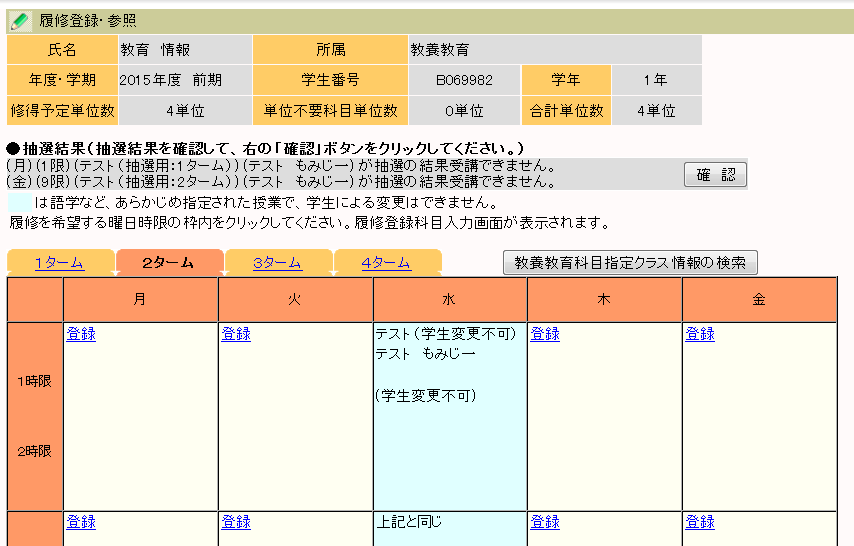 履修登録・参照
氏名 教育 情報 所属 教養教育
年度・学期 2015年度 前期 学生番号 B069982 学年 1年
修得予定単位数 4単位 単位不要科目単位数 0単位 合計単位数 4単位
●抽選結果(抽選結果を確認して、右の「確認」ボタンをクリックしてください。)
(月)(1限)(テスト(抽選用:1ターム))(テスト もみじ一)が抽選の結果受講できません。
(金)(9限)(テスト(抽選用:2ターム))(テスト もみじ一)が抽選の結果受講できません。
確 認
は語学など、あらかじめ指定された授業で、学生による変更はできません。
履修を希望する曜日時限の枠内をクリックしてください。履修登録科目入力画面が表示されます。
1ターム 2ターム 3ターム 4ターム 教養教育科目指定クラス情報の検索
月 火 水 木 金
登録 登録 テスト(学生変更不可) 登録 登録
テスト もみじ一
1時限
(学生変更不可)
2時限
登録 登録 上記と同じ 登録 登録